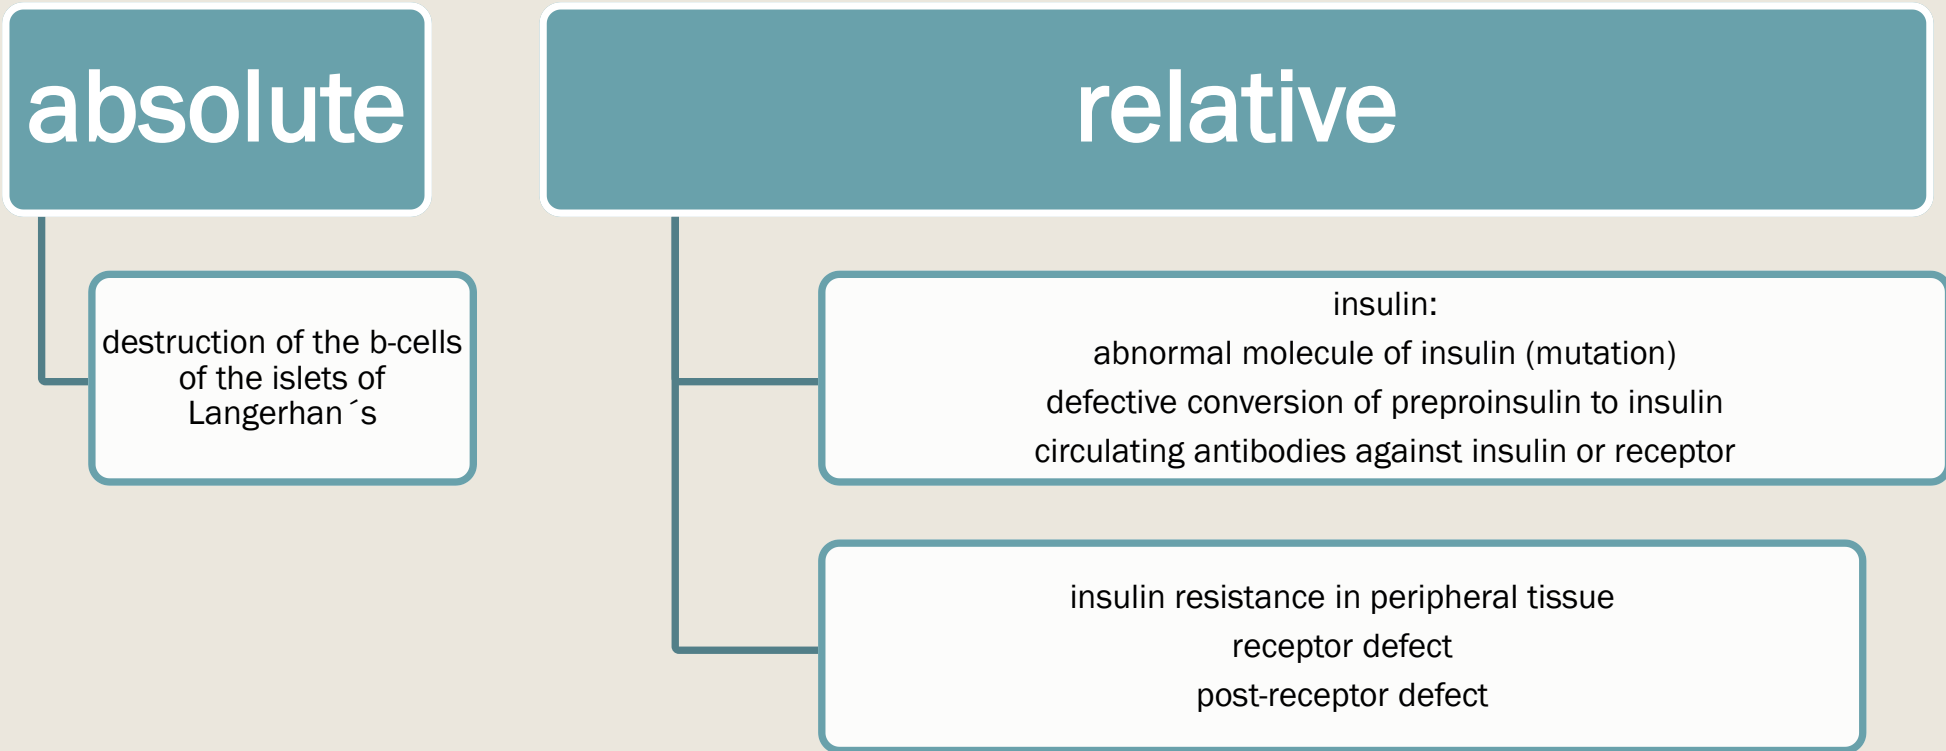 absolute
destruction of the b-cells
of the islets of
Langerhan´s
relative
insulin:
abnormal molecule of insulin (mutation)
defective conversion of preproinsulin to insulin
circulating antibodies against insulin or receptor
insulin resistance in peripheral tissue
receptor defect
post-receptor defect